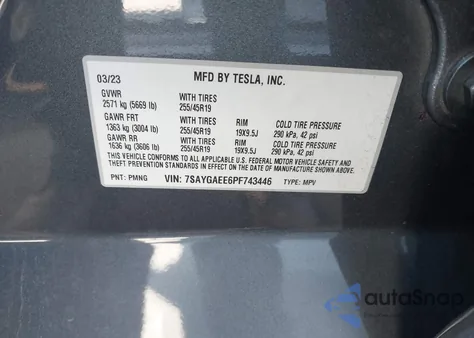 03/23 MFD BY TESLA, INC.
GVWR
2571 kg (5669 lb) WITH TIRES 255/45R19
GAWR FRT
1363 kg (3004 lb) WITH TIRES 255/45R19 RIM 19X9.5J COLD TIRE PRESSURE 290 kPa, 42 psi
GAWR RR
1636 kg (3606 lb) WITH TIRES 255/45R19 RIM 19X9.5J COLD TIRE PRESSURE 290 kPa, 42 psi
THIS VEHICLE CONFORMS TO ALL APPLICABLE U.S. FEDERAL MOTOR VEHICLE SAFETY AND
THEFT PREVENTION STANDARDS IN EFFECT ON THE DATE OF MANUFACTURE SHOWN ABOVE.
PNT: PMNG VIN: 7SAYGAEE6PF743446 TYPE: MPV
autoSnap